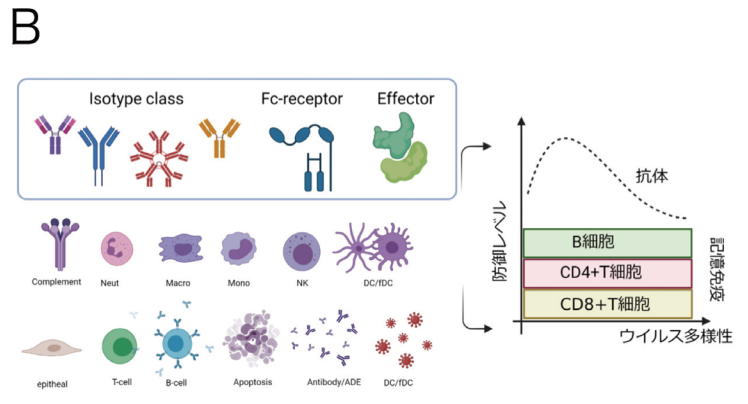 B
Isotype class
Fc-receptor
Effector
Complement
Neut
Macro
Mono
NK
DC/fDC
epitheal
T-cell
B-cell
Apoptosis
Antibody/ADE
DC/fDC
防御レベル
抗体
B細胞
CD4+T細胞
CD8+T細胞
記憶免疫
ウイルス多様性